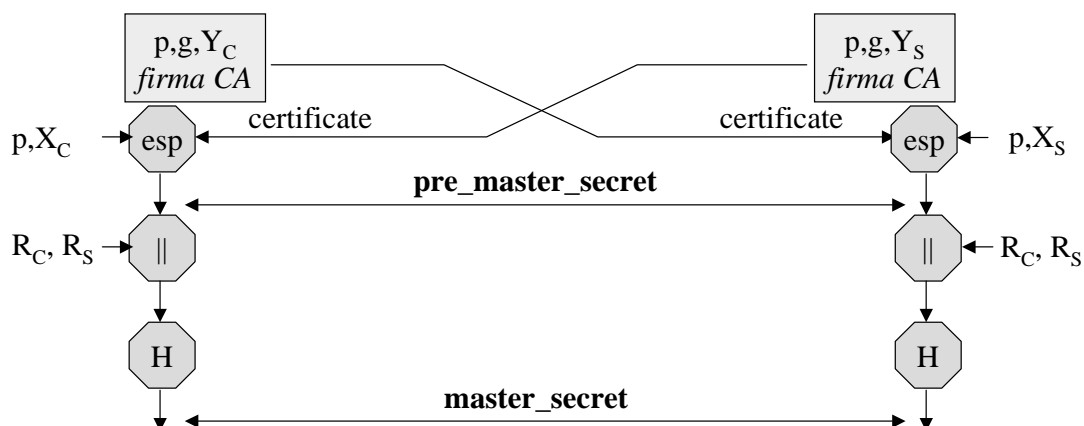 p,g,Y_C
firma CA
p,g,Y_S
firma CA
certificate
certificate
p,X_C
esp
esp
p,X_S
pre_master_secret
R_C, R_S
||
||
R_C, R_S
H
H
master_secret